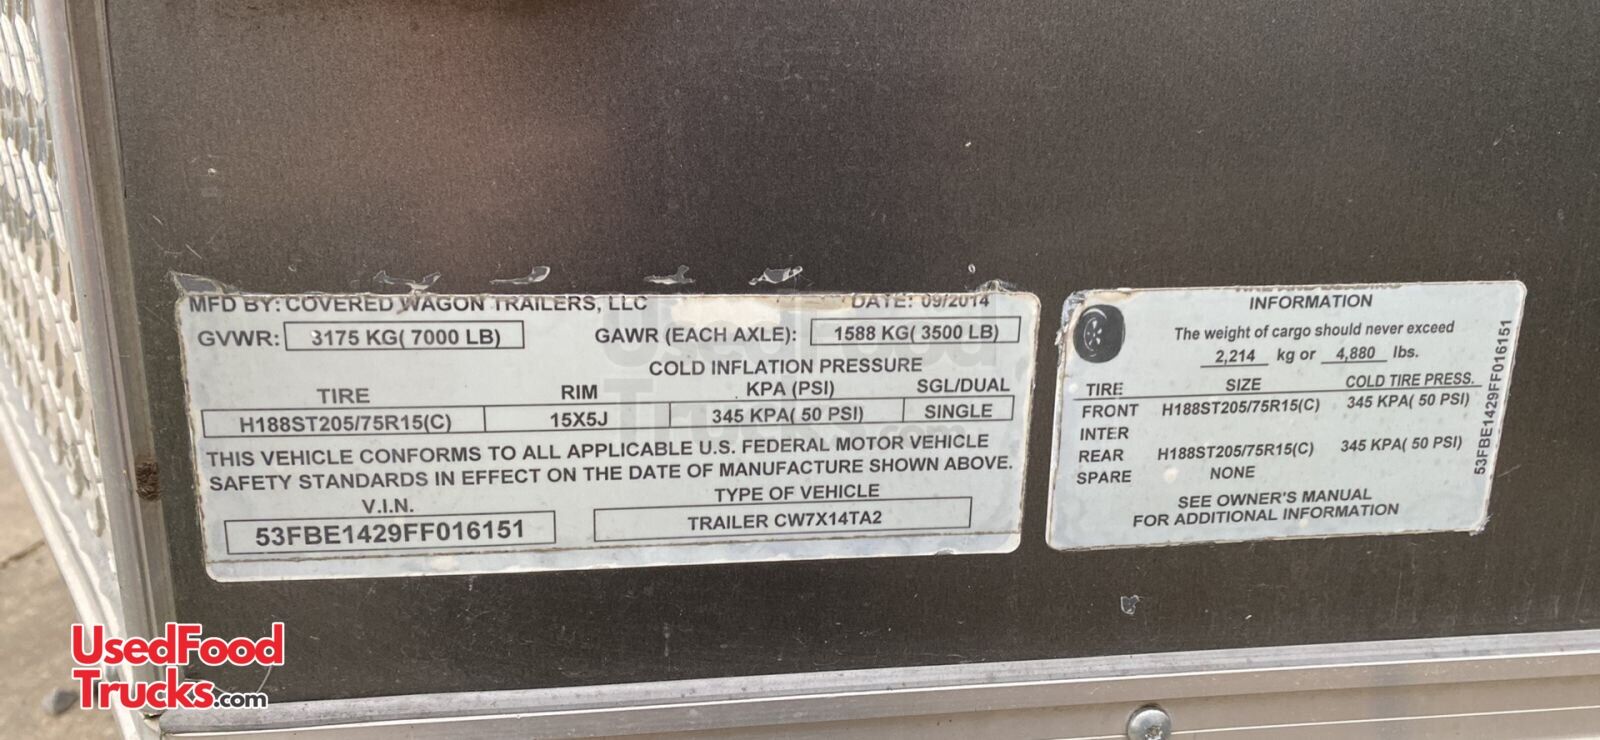 MFD BY: COVERED WAGON TRAILERS, LLC DATE: 09/2014
GVWR: 3175 KG( 7000 LB) GAWR (EACH AXLE): 1588 KG( 3500 LB)
COLD INFLATION PRESSURE
TIRE RIM KPA (PSI) SGL/DUAL
H188ST205/75R15(C) 15X5J 345 KPA( 50 PSI) SINGLE
THIS VEHICLE CONFORMS TO ALL APPLICABLE U.S. FEDERAL MOTOR VEHICLE
SAFETY STANDARDS IN EFFECT ON THE DATE OF MANUFACTURE SHOWN ABOVE.
V.I.N. TYPE OF VEHICLE
53FBE1429FF016151 TRAILER CW7X14TA2
INFORMATION
The weight of cargo should never exceed
2,214 kg or 4,880 lbs.
TIRE SIZE COLD TIRE PRESS.
FRONT H188ST205/75R15(C) 345 KPA( 50 PSI)
INTER
REAR H188ST205/75R15(C) 345 KPA( 50 PSI)
SPARE NONE
SEE OWNER'S MANUAL
FOR ADDITIONAL INFORMATION
53FBE1429FF016151
UsedFood
Trucks.com
UsedFood
Trucks.com